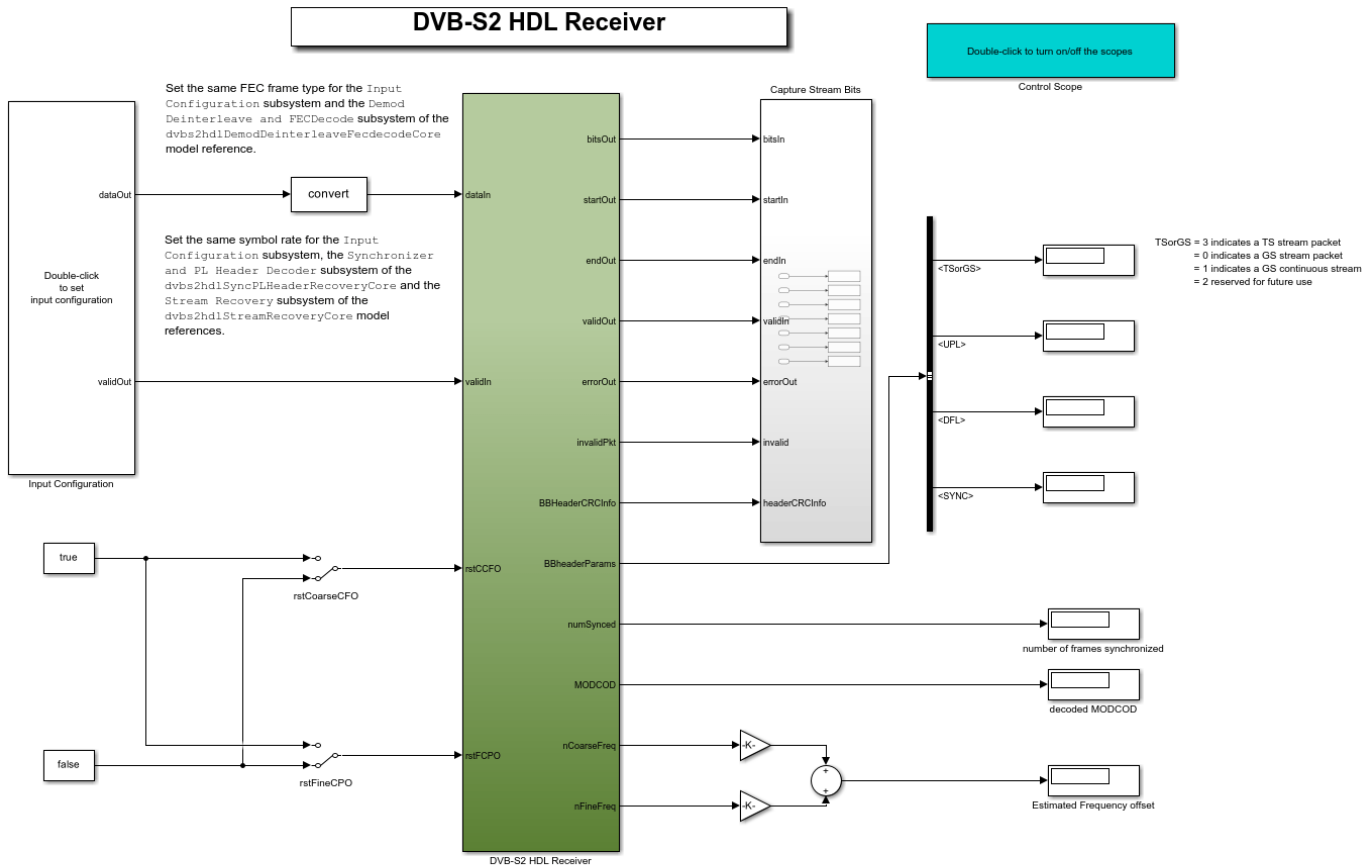 DVB-S2 HDL Receiver
Double-click to turn on/off the scopes
Control Scope
Set the same FEC frame type for the Input
Configuration subsystem and the Demod
Deinterleave and FECDecode subsystem of the
dvbs2hdlDemodDeinterleaveFecdecodeCore
model reference.
Capture Stream Bits
dataOut
convert
dataIn
bitsOut
bitsIn
startOut
startIn
Set the same symbol rate for the Input
Configuration subsystem, the Synchronizer
and PL Header Decoder subsystem of the
dvbs2hdlSyncPLHeaderRecoveryCore and the
Stream Recovery subsystem of the
dvbs2hdlStreamRecoveryCore model
references.
Double-click
to set
input configuration
endOut
endIn
<TSorGS>
TSorGS = 3 indicates a TS stream packet
= 0 indicates a GS stream packet
= 1 indicates a GS continuous stream
= 2 reserved for future use
validOut
validIn
<UPL>
validOut
validIn
errorOut
errorOut
<DFL>
invalidPkt
invalid
Input Configuration
BBHeaderCRCInfo
headerCRCInfo
<SYNC>
true
rstCoarseCFO
rstCCFO
BBheaderParams
numSynced
number of frames synchronized
MODCOD
decoded MODCOD
false
rstFineCPO
rstFCPO
nCoarseFreq
-K-
+
+
nFineFreq
-K-
Estimated Frequency offset
DVB-S2 HDL Receiver